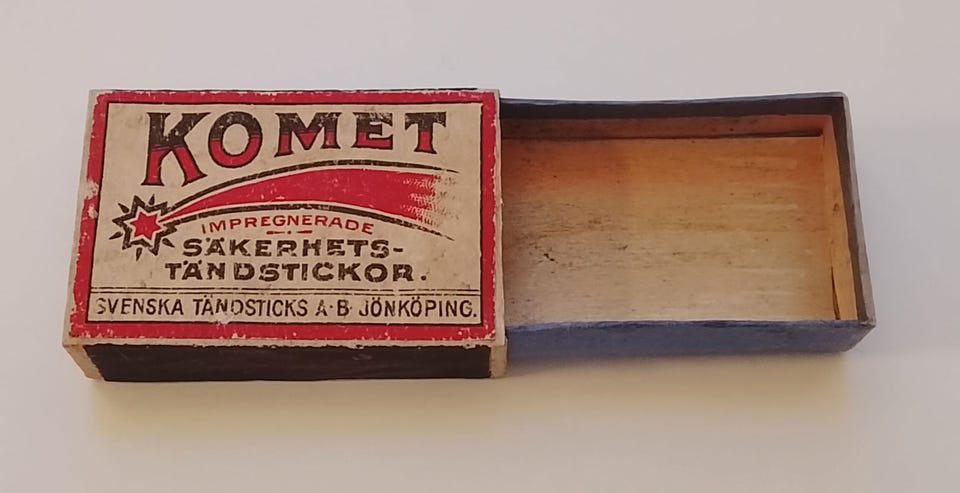 KOMET
IMPREGNERADE
SÄKERHETS-
TÄNDSTICKOR.
SVENSKA TÄNDSTICKS A·B JÖNKÖPING.